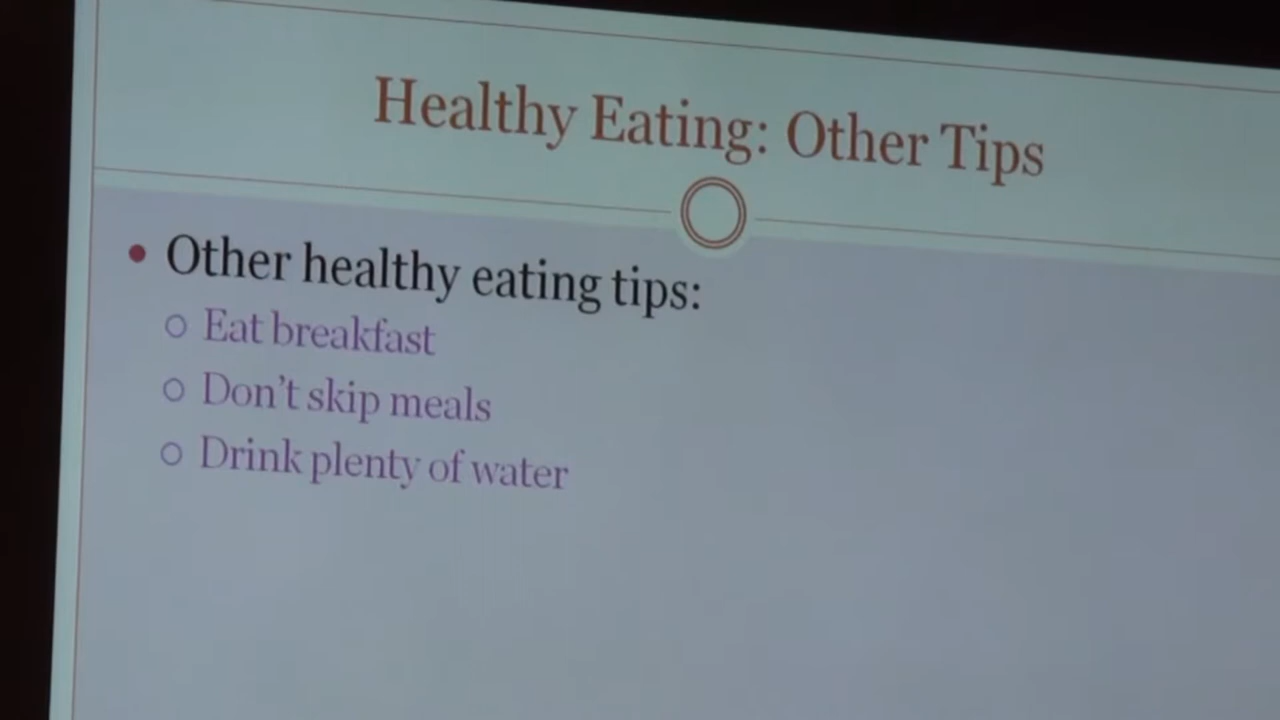 Healthy Eating: Other Tips
• Other healthy eating tips:
○ Eat breakfast
○ Don't skip meals
○ Drink plenty of water